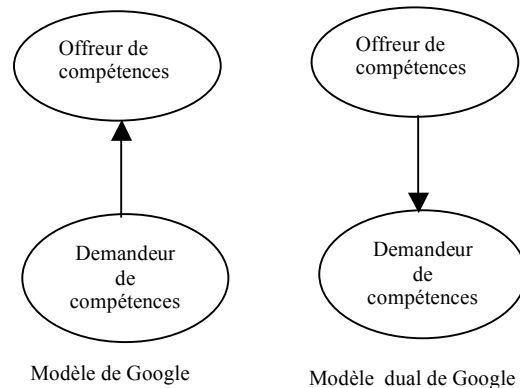 Offreur de
compétences
Demandeur
de
compétences
Modèle de Google
Offreur de
compétences
Demandeur
de
compétences
Modèle dual de Google